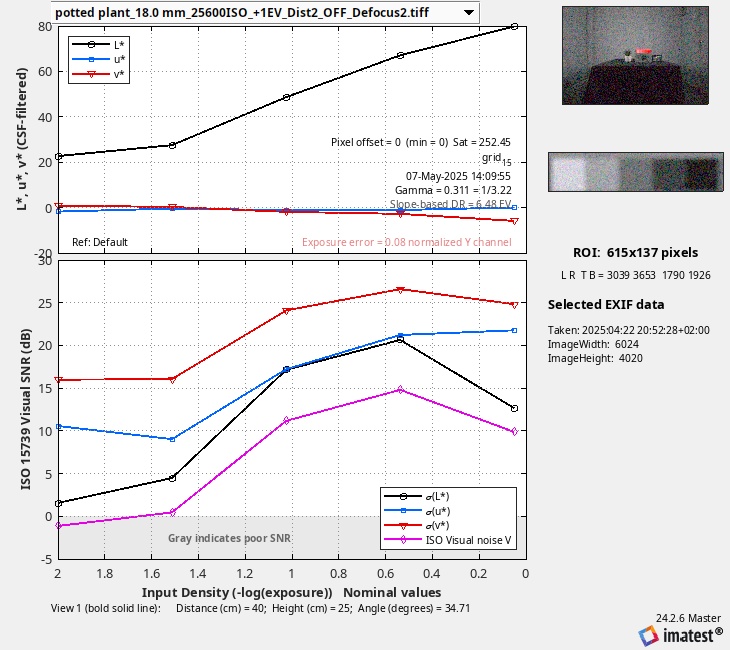 potted plant_18.0 mm_25600ISO_+1EV_Dist2_OFF_Defocus2.tiff
L*, u*, v* (CSF-filtered)
80
60
40
20
0
-20
L*
u*
v*
Pixel offset = 0 (min = 0) Sat = 252.45
grid15
07-May-2025 14:09:55
Gamma = 0.311 = 1/3.22
Slope-based DR = 6.48 EV
Ref: Default
Exposure error = 0.08 normalized Y channel
ISO 15739 Visual SNR (dB)
30
25
20
15
10
5
0
-5
Gray indicates poor SNR
σ(L*)
σ(u*)
σ(v*)
ISO Visual noise V
2 1.8 1.6 1.4 1.2 1 0.8 0.6 0.4 0.2 0
Input Density (-log(exposure)) Nominal values
View 1 (bold solid line): Distance (cm) = 40; Height (cm) = 25; Angle (degrees) = 34.71
ROI: 615x137 pixels
L R T B = 3039 3653 1790 1926
Selected EXIF data
Taken: 2025:04:22 20:52:28+02:00
ImageWidth: 6024
ImageHeight: 4020
24.2.6 Master
imatest®